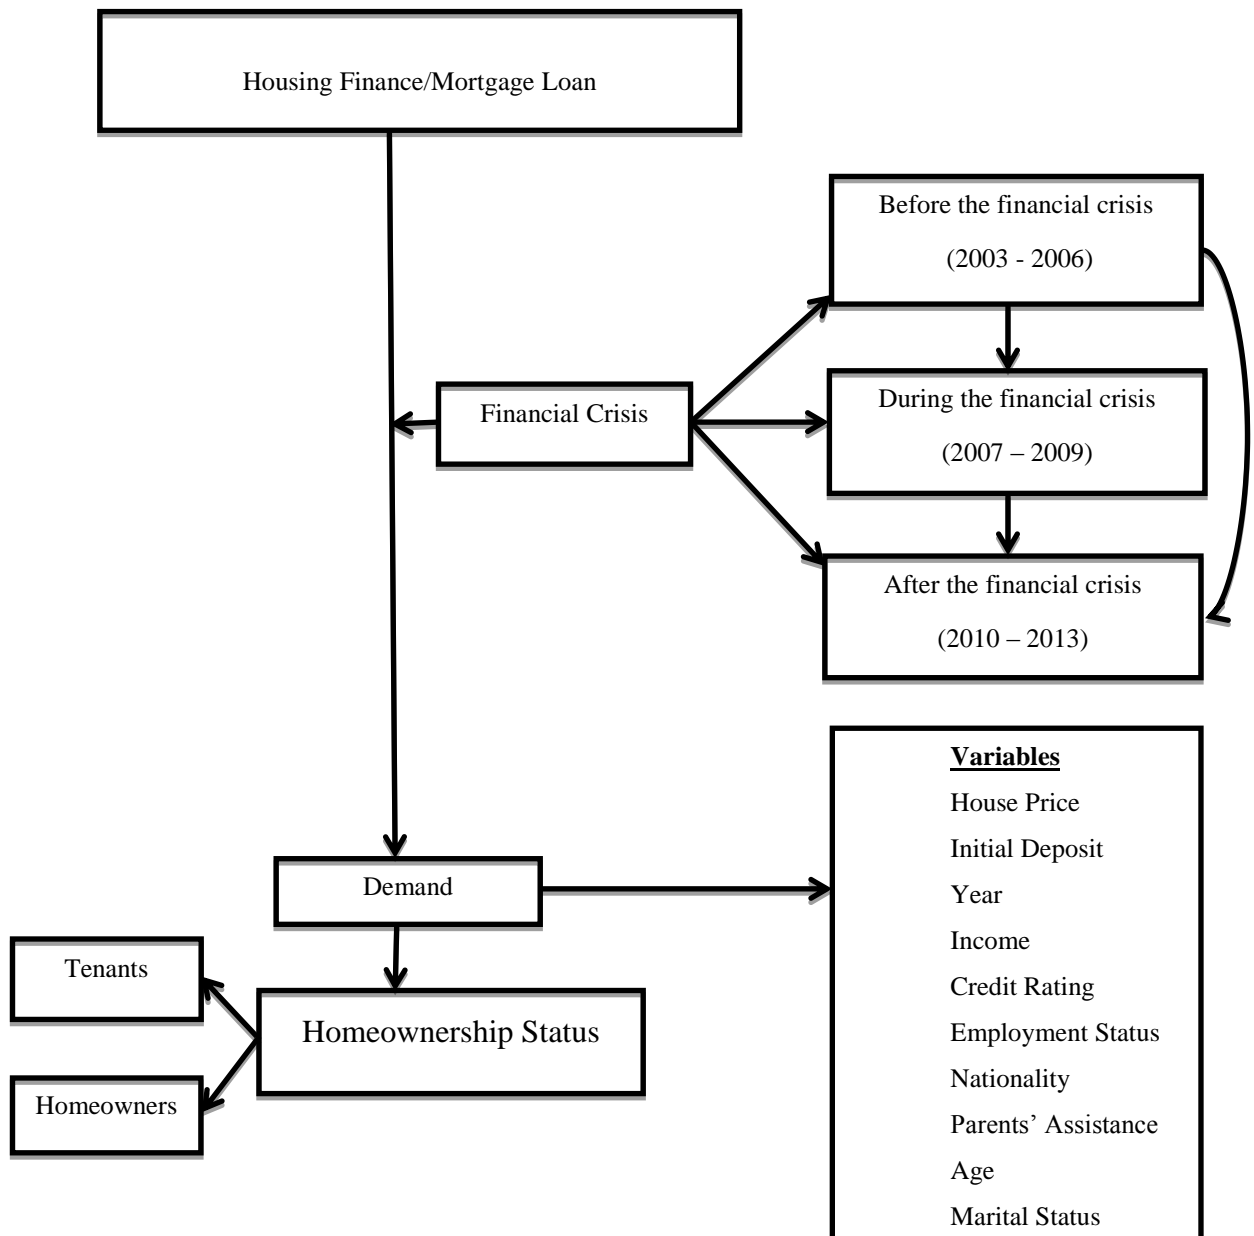 Housing Finance/Mortgage Loan
Before the financial crisis
(2003 - 2006)
Financial Crisis
During the financial crisis
(2007 – 2009)
After the financial crisis
(2010 – 2013)
Variables
House Price
Initial Deposit
Year
Income
Credit Rating
Employment Status
Nationality
Parents’ Assistance
Age
Marital Status
Demand
Tenants
Homeownership Status
Homeowners